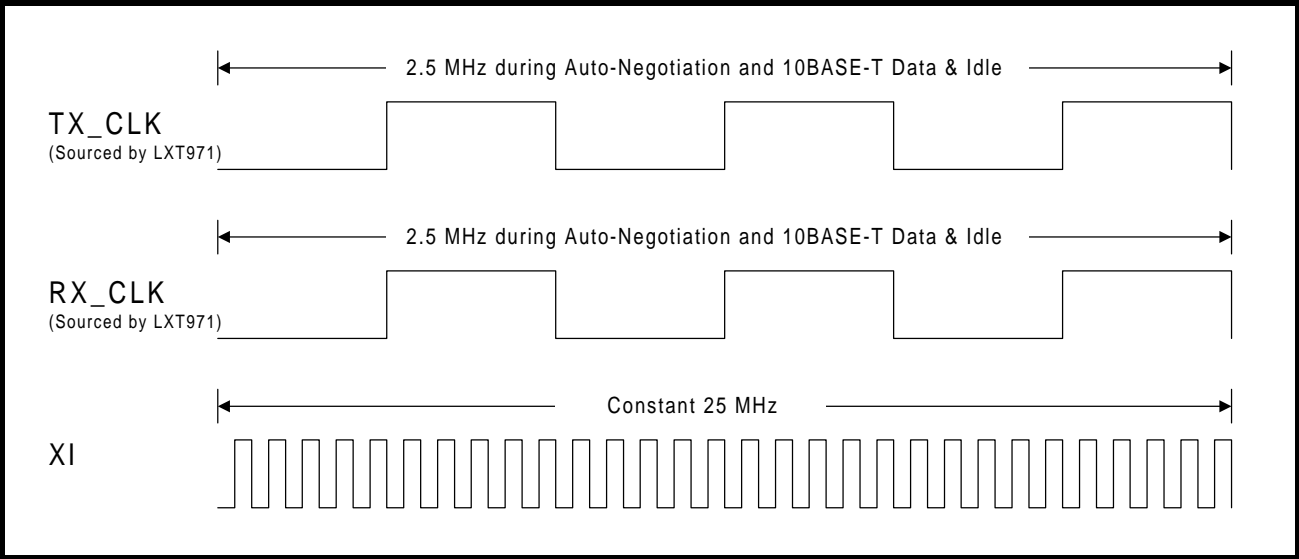 2.5 MHz during Auto-Negotiation and 10BASE-T Data & Idle
TX_CLK
(Sourced by LXT971)
2.5 MHz during Auto-Negotiation and 10BASE-T Data & Idle
RX_CLK
(Sourced by LXT971)
Constant 25 MHz
XI